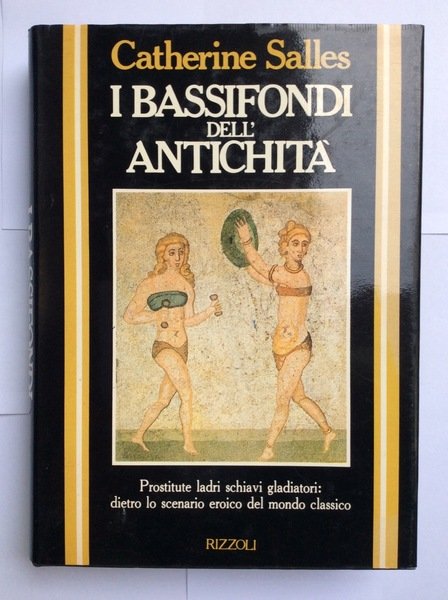 Catherine Salles
I BASSIFONDI
DELL'
ANTICHITÀ
Prostitute ladri schiavi gladiatori:
dietro lo scenario eroico del mondo classico
RIZZOLI